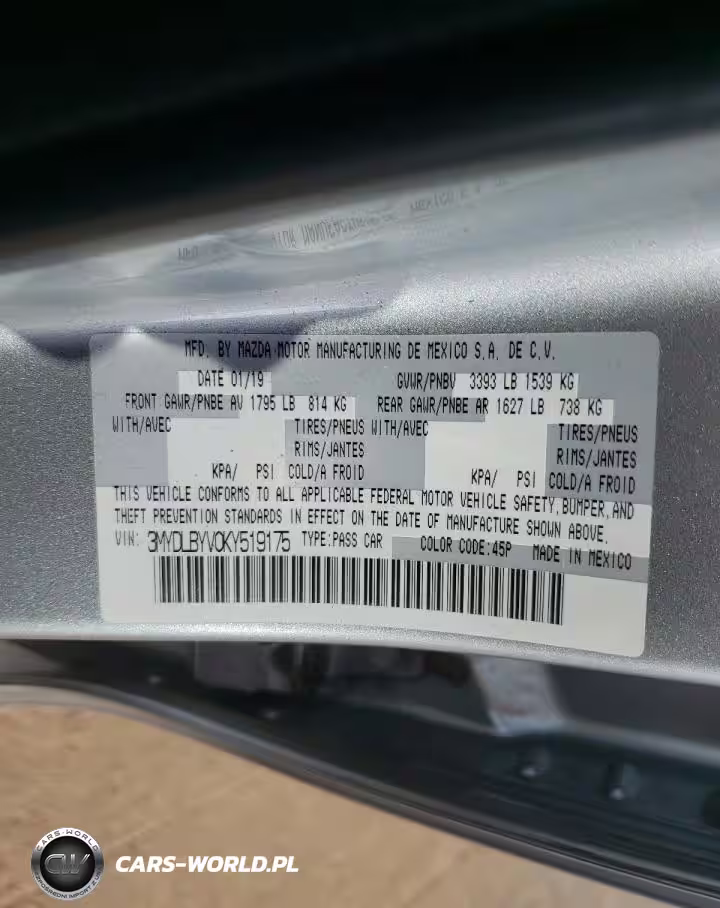 MFD. BY MAZDA MOTOR MANUFACTURING DE MEXICO S.A. DE C.V.
DATE 01/19 GVWR/PNBV 3393 LB 1539 KG
FRONT GAWR/PNBE AV 1795 LB 814 KG REAR GAWR/PNBE AR 1627 LB 738 KG
WITH/AVEC TIRES/PNEUS WITH/AVEC TIRES/PNEUS
RIMS/JANTES RIMS/JANTES
KPA/ PSI COLD/A FROID KPA/ PSI COLD/A FROID
THIS VEHICLE CONFORMS TO ALL APPLICABLE FEDERAL MOTOR VEHICLE SAFETY, BUMPER, AND
THEFT PREVENTION STANDARDS IN EFFECT ON THE DATE OF MANUFACTURE SHOWN ABOVE.
VIN: 3MYDLBYV0KY519175 TYPE:PASS CAR COLOR CODE:45P MADE IN MEXICO
CARS-WORLD
CW
CARS-WORLD.PL